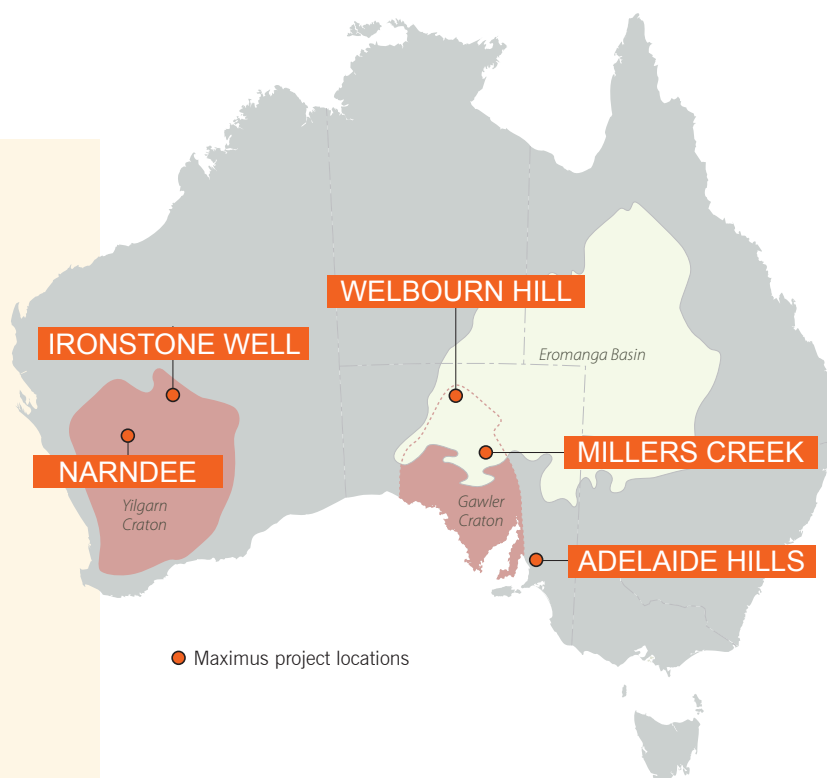 WELBOURN HILL
IRONSTONE WELL
Eromanga Basin
MILLERS CREEK
NARNDEE
Yilgarn
Craton
Gawler
Craton
ADELAIDE HILLS
Maximus project locations